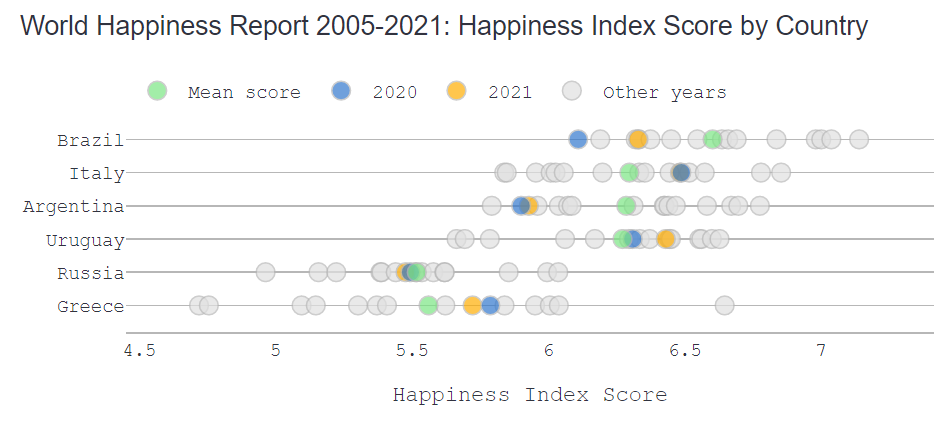 World Happiness Report 2005-2021: Happiness Index Score by Country
Mean score 2020 2021 Other years
Brazil
Italy
Argentina
Uruguay
Russia
Greece
4.5 5 5.5 6 6.5 7
Happiness Index Score